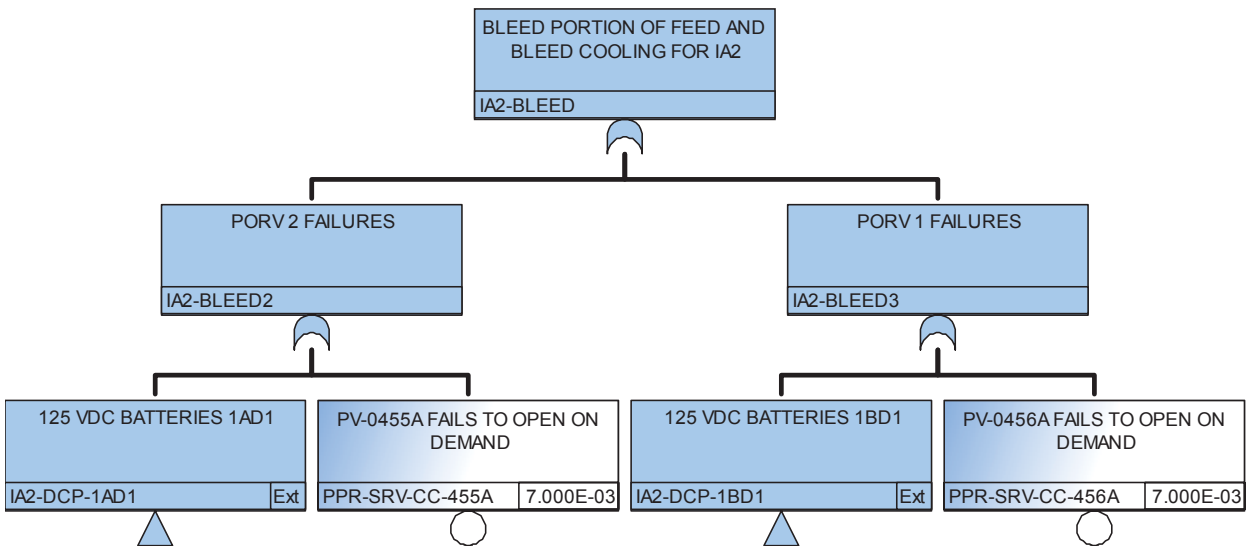 BLEED PORTION OF FEED AND
BLEED COOLING FOR IA2
IA2-BLEED
PORV 2 FAILURES
IA2-BLEED2
PORV 1 FAILURES
IA2-BLEED3
125 VDC BATTERIES 1AD1
IA2-DCP-1AD1 Ext
PV-0455A FAILS TO OPEN ON
DEMAND
PPR-SRV-CC-455A 7.000E-03
125 VDC BATTERIES 1BD1
IA2-DCP-1BD1 Ext
PV-0456A FAILS TO OPEN ON
DEMAND
PPR-SRV-CC-456A 7.000E-03